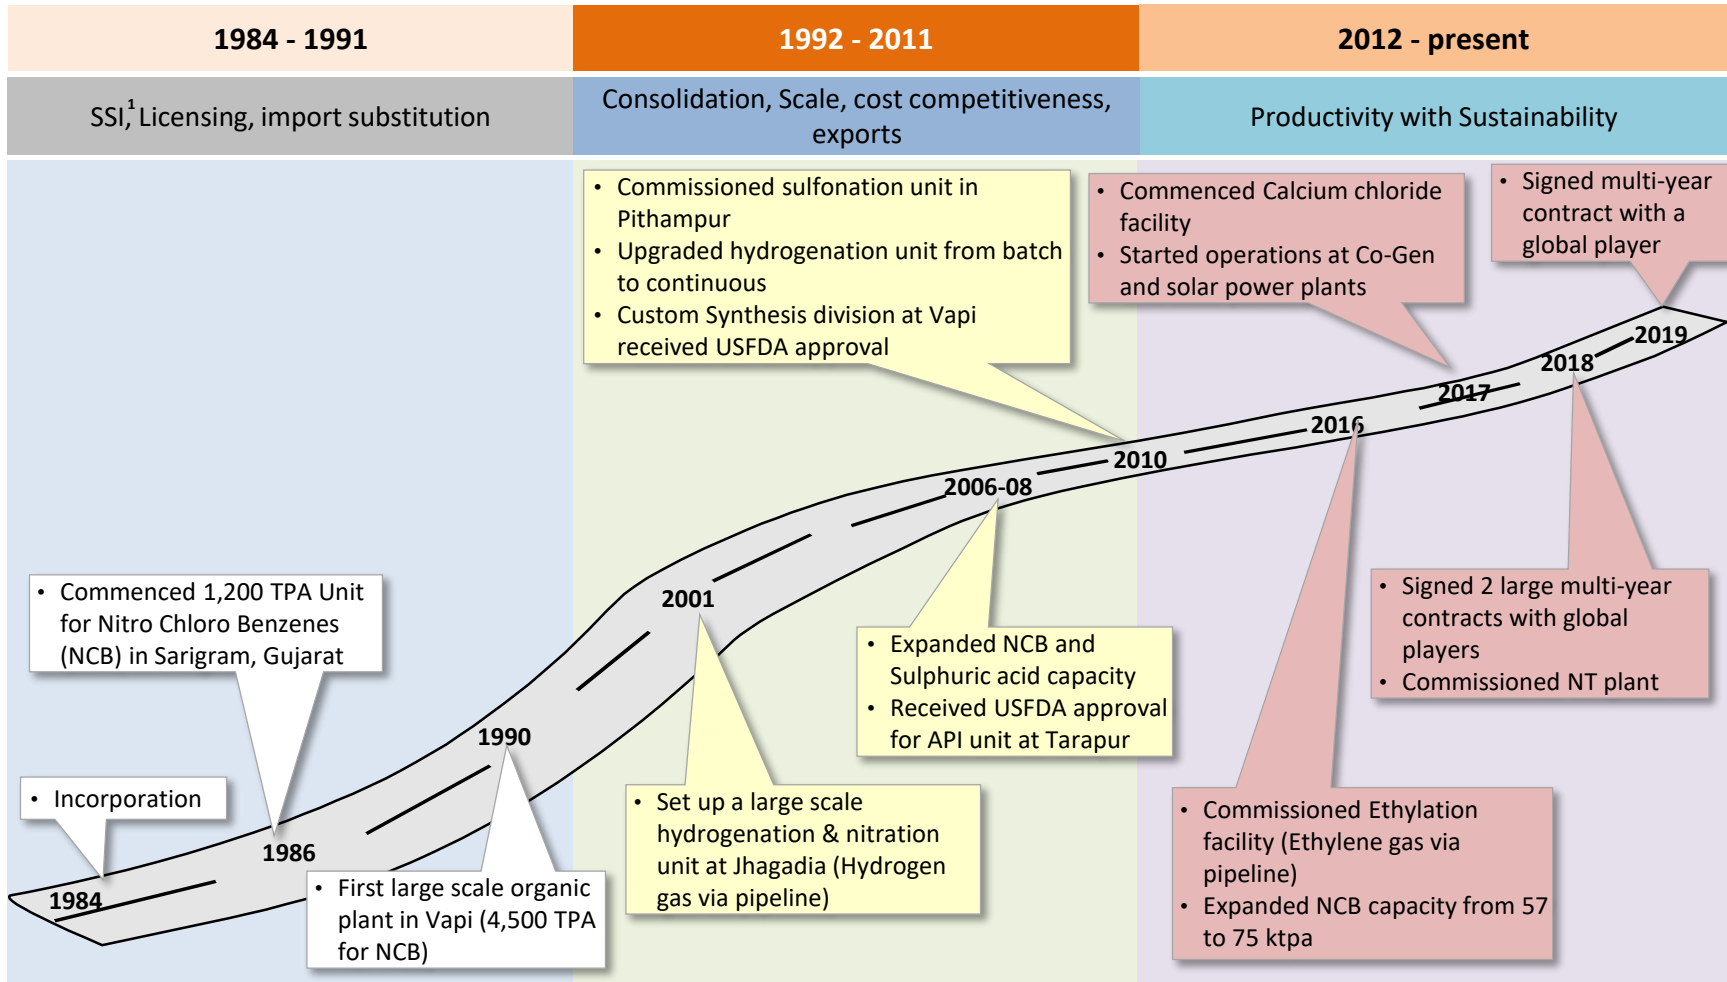 1984 - 1991
1992 - 2011
2012 - present
SSI,¹ Licensing, import substitution
Consolidation, Scale, cost competitiveness,
exports
Productivity with Sustainability
• Commissioned sulfonation unit in
Pithampur
• Upgraded hydrogenation unit from batch
to continuous
• Custom Synthesis division at Vapi
received USFDA approval
• Commenced Calcium chloride
facility
• Started operations at Co-Gen
and solar power plants
• Signed multi-year
contract with a
global player
2019
2018
2017
2016
2010
2006-08
2001
1990
1986
1984
• Commenced 1,200 TPA Unit
for Nitro Chloro Benzenes
(NCB) in Sarigram, Gujarat
• Incorporation
• First large scale organic
plant in Vapi (4,500 TPA
for NCB)
• Set up a large scale
hydrogenation & nitration
unit at Jhagadia (Hydrogen
gas via pipeline)
• Expanded NCB and
Sulphuric acid capacity
• Received USFDA approval
for API unit at Tarapur
• Signed 2 large multi-year
contracts with global
players
• Commissioned NT plant
• Commissioned Ethylation
facility (Ethylene gas via
pipeline)
• Expanded NCB capacity from 57
to 75 ktpa